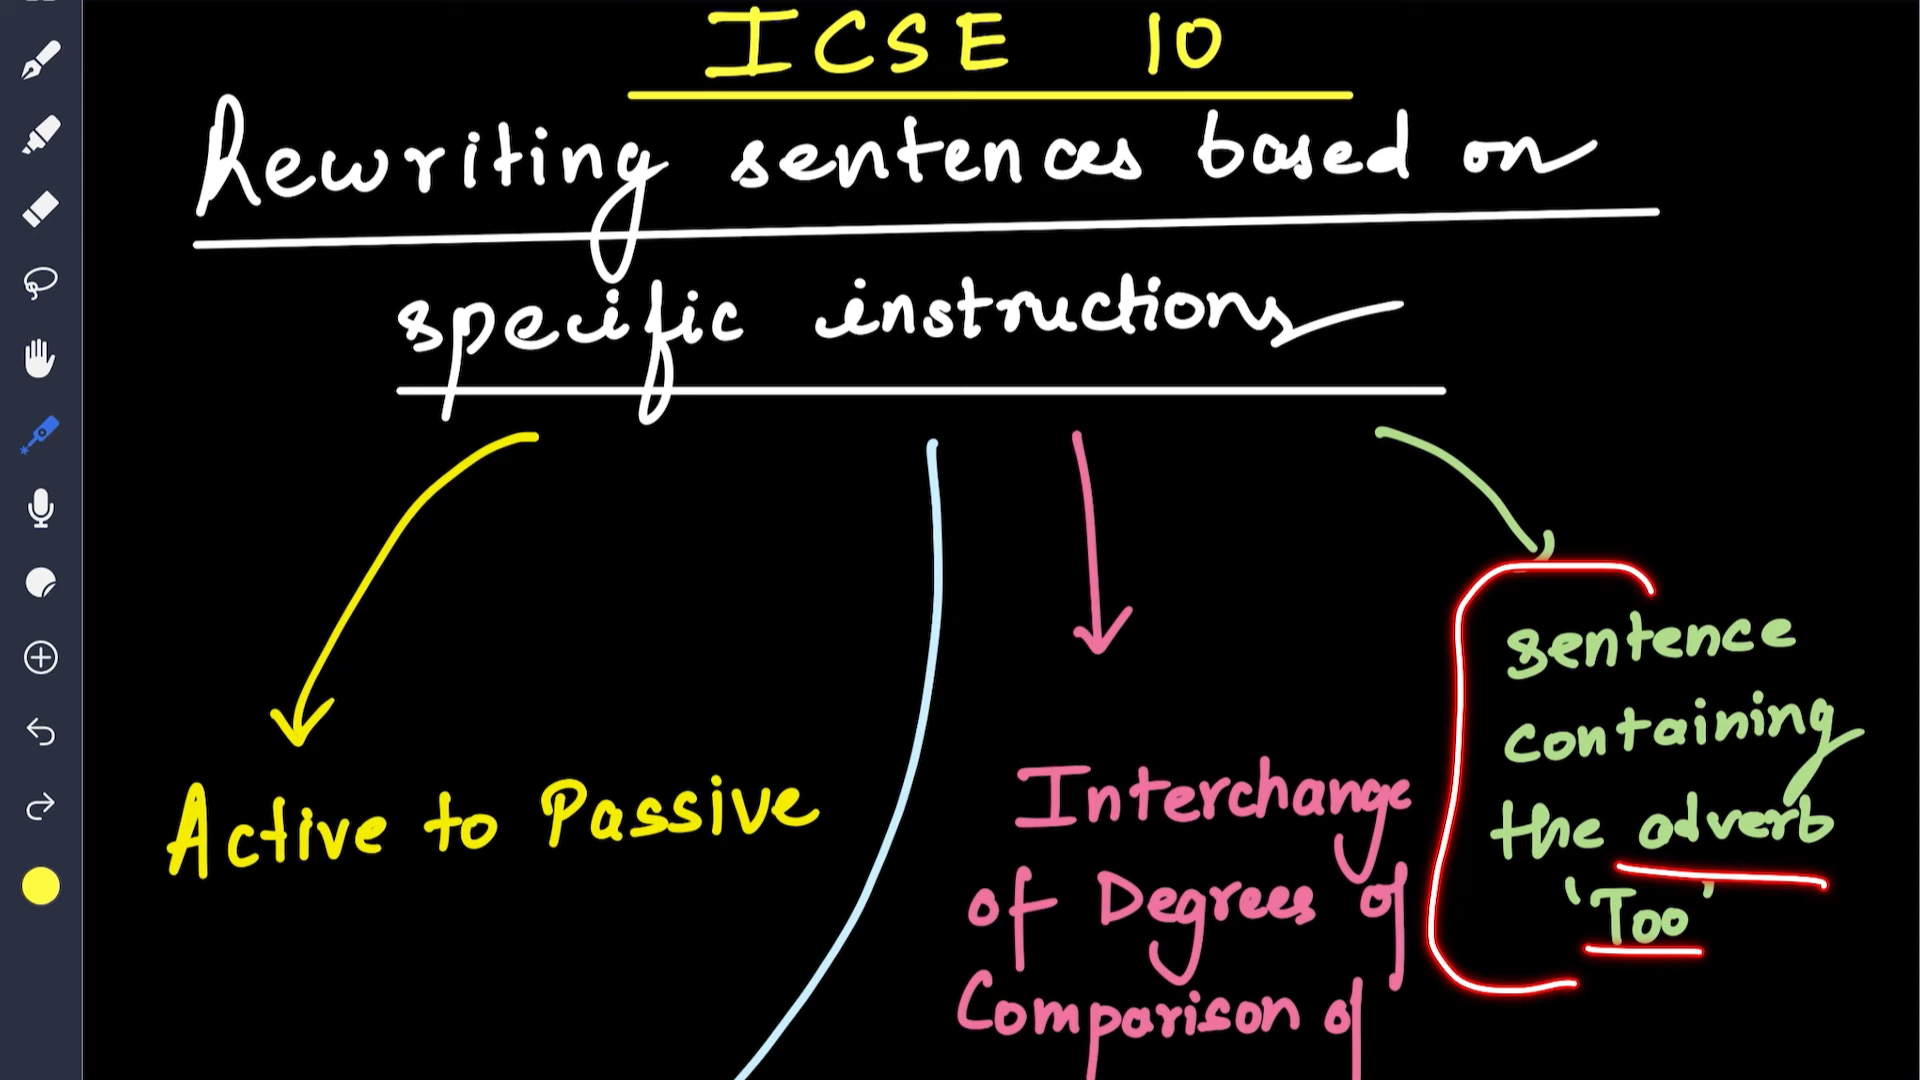 ICSE 10
Rewriting sentences based on
specific instructions
Active to Passive
Interchange
of Degrees of
Comparison of
sentence
containing
the adverb
'Too'